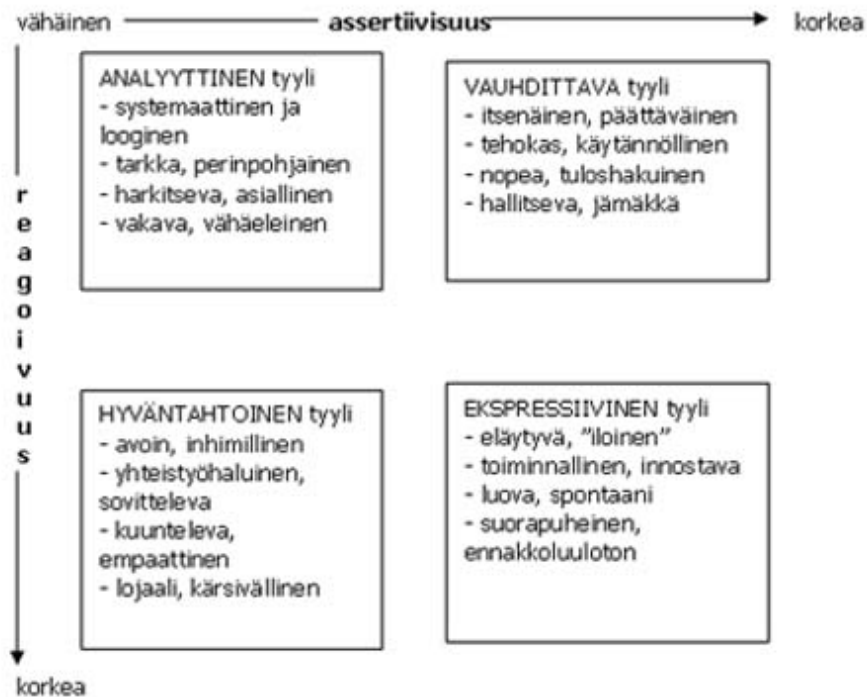 vähäinen assertiivisuus korkea
ANALYYTTINEN tyyli
- systemaattinen ja
looginen
- tarkka, perinpohjainen
- harkitseva, asiallinen
- vakava, vähäeleinen
VAUHDITTAVA tyyli
- itsenäinen, päättäväinen
- tehokas, käytännöllinen
- nopea, tuloshakuinen
- hallitseva, jämäkkä
reagoivuus
HYVÄNTAHTOINEN tyyli
- avoin, inhimillinen
- yhteistyöhaluinen,
sovitteleva
- kuunteleva,
empaattinen
- lojaali, kärsivällinen
EKSPRESSIIVINEN tyyli
- eläytyvä, "iloinen”
- toiminnallinen, innostava
- luova, spontaani
- suorapuheinen,
ennakkoluuloton
korkea